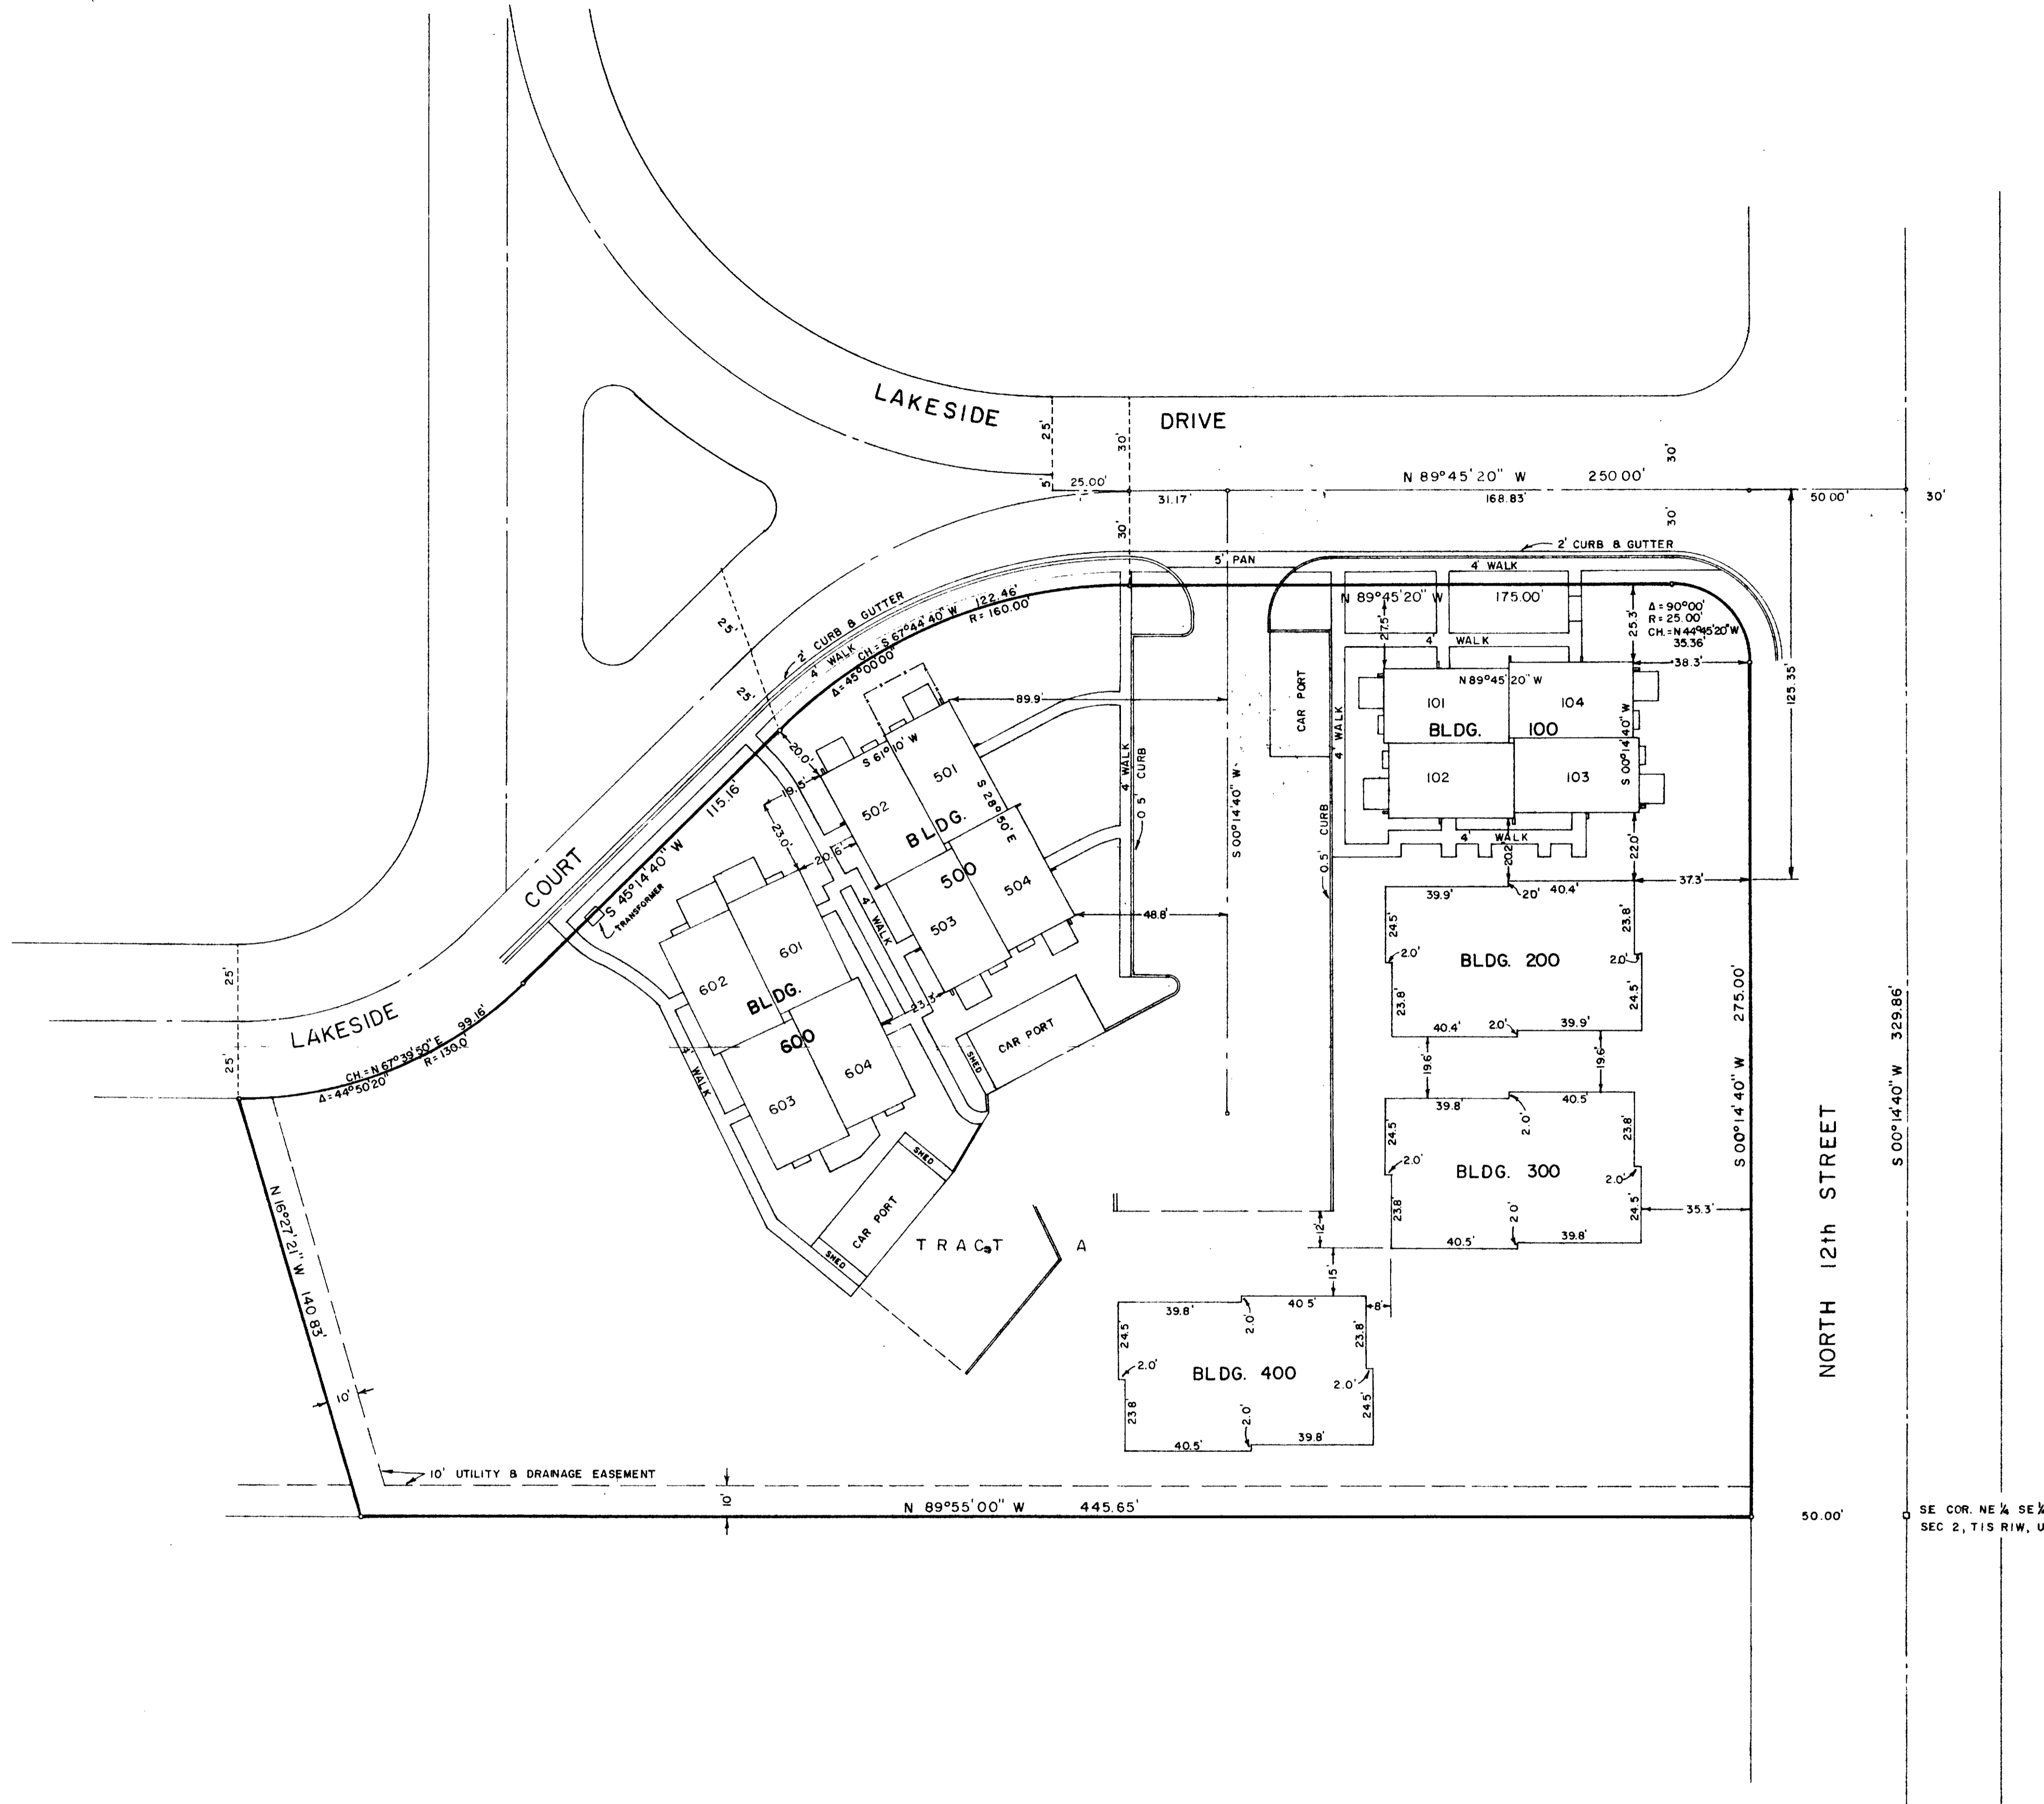 LAKESIDE DRIVE
25'
30'
5'
25.00'
31.17'
N 89°45'20" W 250 00'
168.83'
30'
50 00'
30'
30'
30'
2' CURB & GUTTER
5' PAN
4' WALK
N 89°45'20" W 175.00'
Δ = 90°00'
R = 25.00'
CH.= N 44°45'20" W
35.36'
25.3'
27.5'
4' WALK
38.3'
125.35'
2' CURB & GUTTER
4' WALK
CH.= S 67°44'40" W 122.46'
R = 160.00'
Δ = 45°00'00"
25'
25'
89.9'
20.0'
19.5'
S 61°10' W
S 28°50' E
501
502
503
504
BLDG.
500
23.0'
20.6'
4' WALK
48.8'
4' WALK
0 5' CURB
S 00°14'40" W
CAR PORT
4' WALK
0.5' CURB
N 89°45'20" W
101
104
BLDG. 100
102
103
S 00°14'40" W
4' WALK
20.2'
22.0'
37.3'
COURT
115.16'
S 45°14'40" W
TRANSFORMER
601
602
BLDG.
600
603
604
23.3'
4' WALK
CAR PORT
SHED
SHED
CAR PORT
SHED
39.9'
20'
40.4'
24.5'
23.8'
2.0'
2.0'
BLDG. 200
23.8'
24.5'
40.4'
2.0'
39.9'
19.6'
19.6'
39.8'
40.5'
2.0'
24.5'
23.8'
2.0'
2.0'
BLDG. 300
23.8'
24.5'
40.5'
2 0'
39.8'
35.3'
12'
15'
8'
TRACT A
39.8'
40 5'
2.0'
24.5'
23.8'
2.0'
2.0'
BLDG. 400
23 8'
24.5'
40.5'
2.0'
39.8'
25'
25'
LAKESIDE
CH.= N 67°39'50" E 99.16'
R = 130.0'
Δ = 44°50'20"
N 16°27'21" W 140 83'
10'
10' UTILITY & DRAINAGE EASEMENT
10'
N 89°55'00" W 445.65'
S 00°14'40" W 275.00'
NORTH 12th STREET
S 00°14'40" W 329.86'
50.00'
SE COR. NE ¼ SE ¼
SEC 2, T1S R1W, U